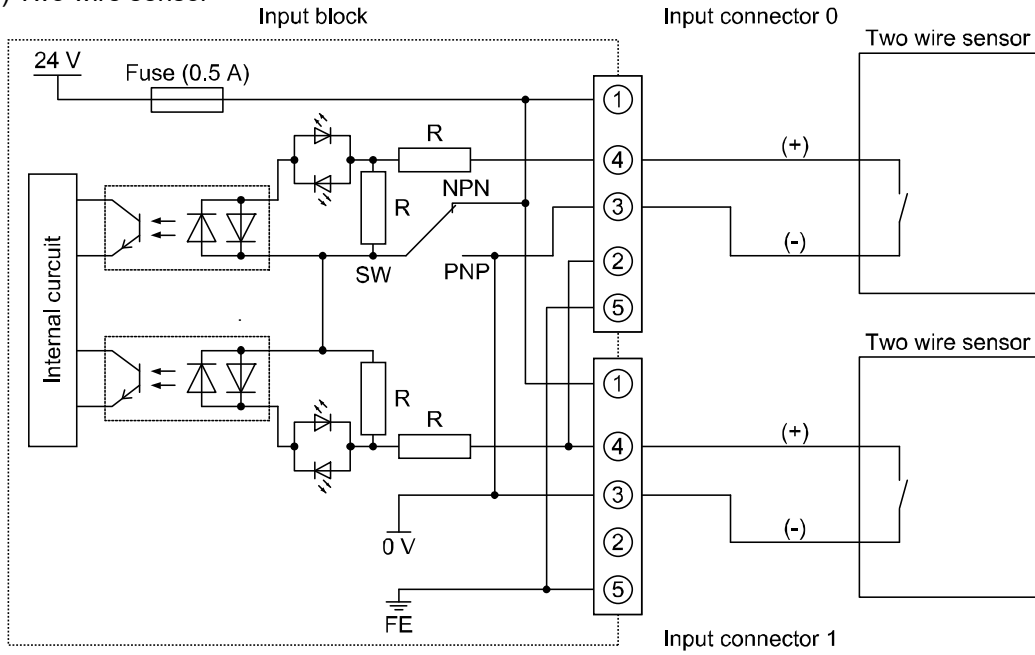 ) Two wire sensor
Input block
Input connector 0
Two wire sensor
24 V
Fuse (0.5 A)
1
R
4
(+)
NPN
R
3
(-)
SW
PNP
2
5
Internal curcuit
Two wire sensor
1
R
R
4
(+)
3
0 V
2
(-)
5
FE
Input connector 1